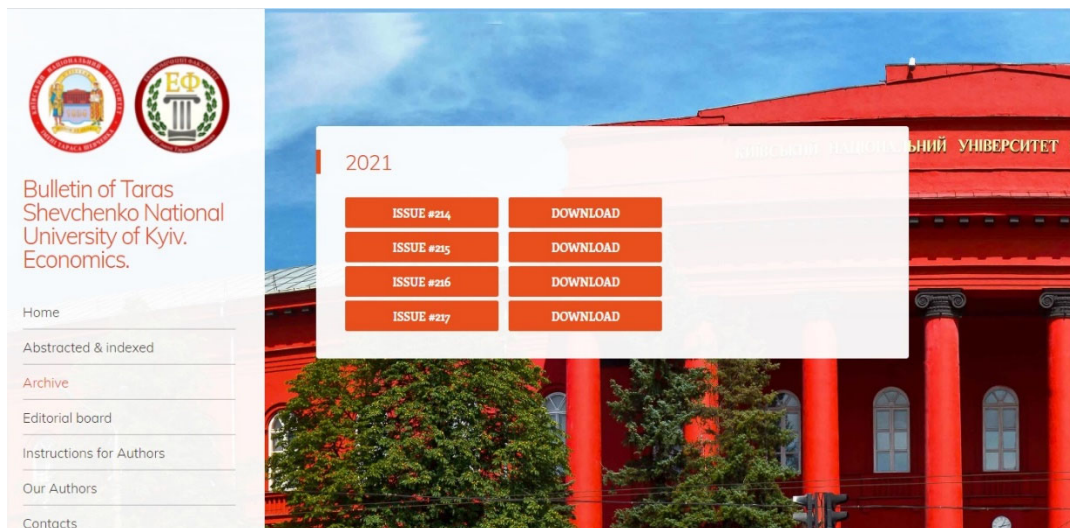 ЕФ
Bulletin of Taras
Shevchenko National
University of Kyiv.
Economics.
Home
Abstracted & indexed
Archive
Editorial board
Instructions for Authors
Our Authors
Contacts
2021
ISSUE #214 DOWNLOAD
ISSUE #215 DOWNLOAD
ISSUE #216 DOWNLOAD
ISSUE #217 DOWNLOAD
УНІВЕРСИТЕТ